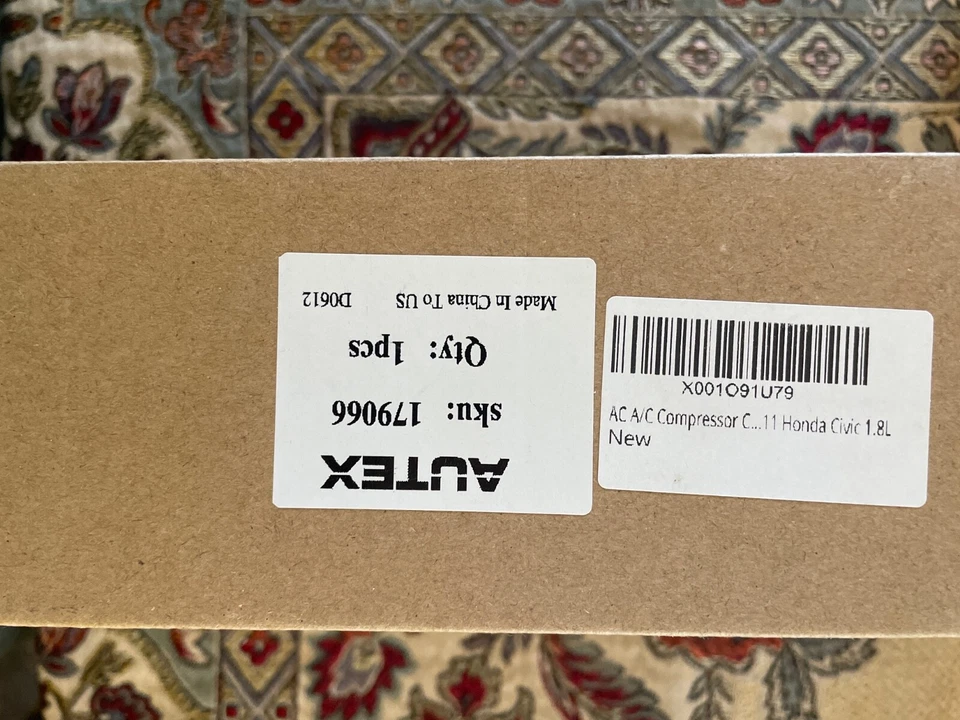 AUTEX
sku: 179066
Qty: 1pcs
Made In China To US D0612
X001O91U79
AC A/C Compressor C...11 Honda Civic 1.8L
New